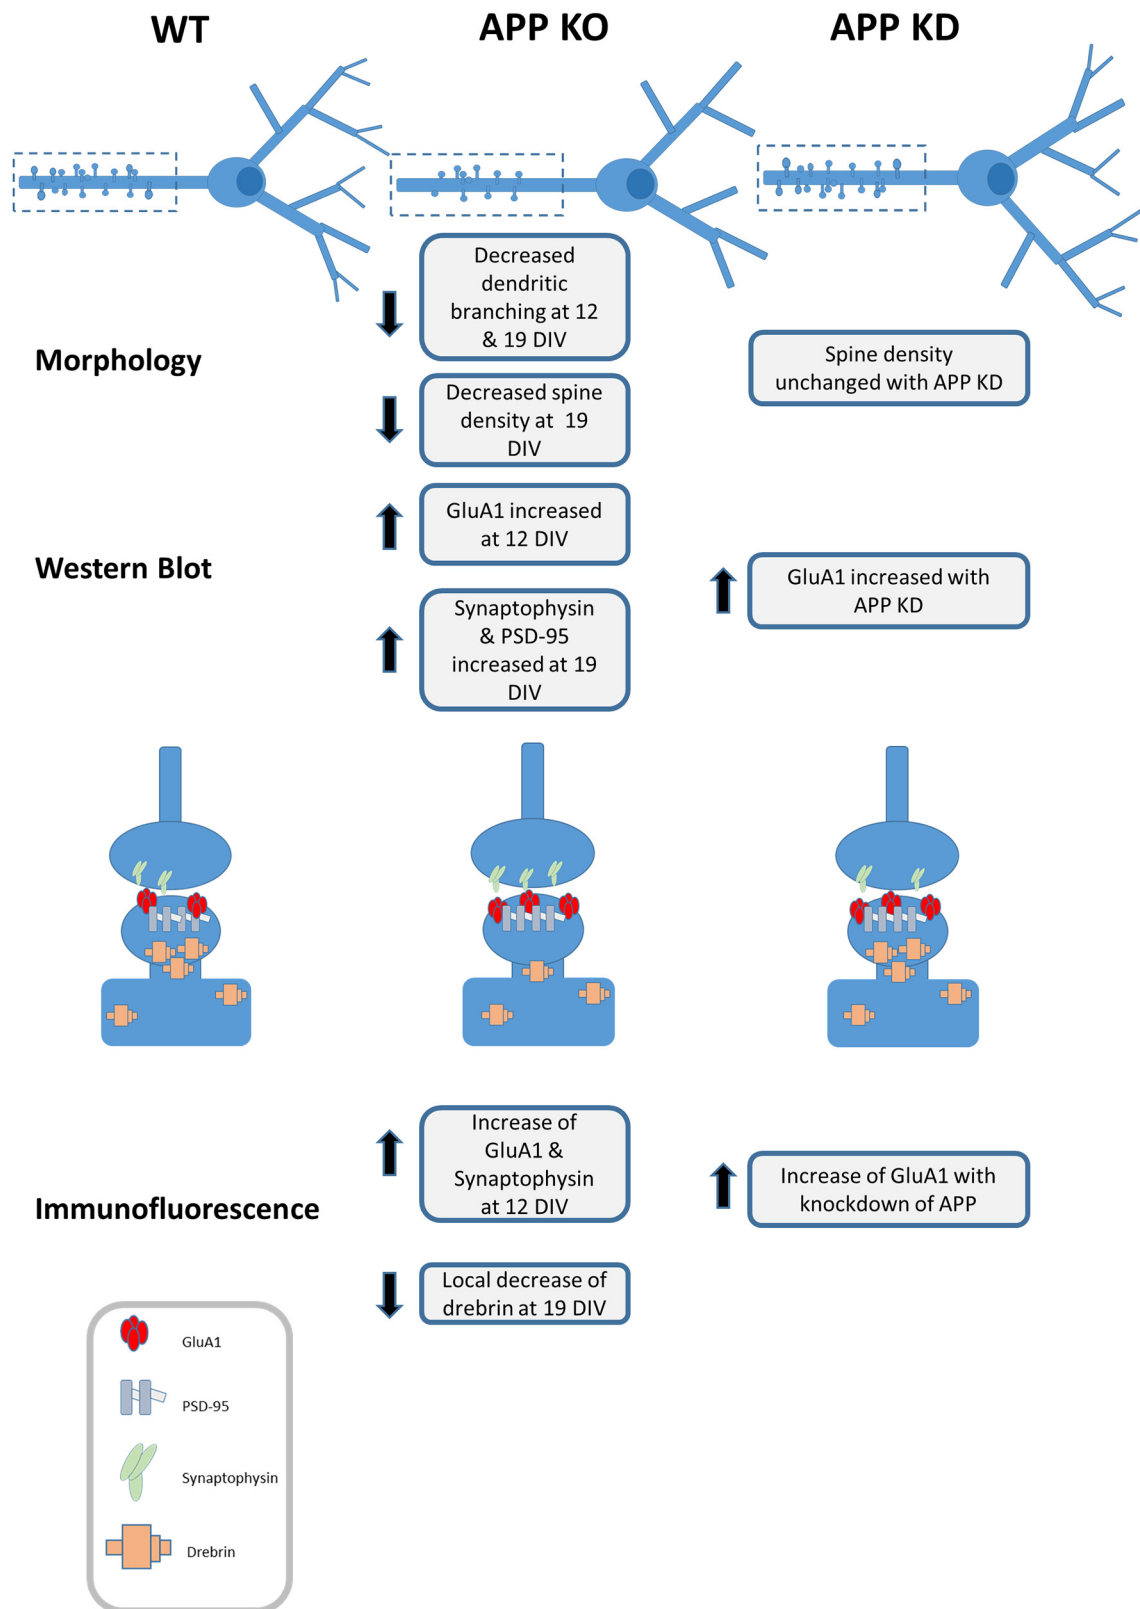 WT
APP KO
APP KD
Decreased
dendritic
branching at 12
& 19 DIV
Morphology
Spine density
unchanged with APP KD
Decreased spine
density at 19
DIV
GluA1 increased
at 12 DIV
Western Blot
GluA1 increased with
APP KD
Synaptophysin
& PSD-95
increased at 19
DIV
Increase of
GluA1 &
Synaptophysin
at 12 DIV
Immunofluorescence
Increase of GluA1 with
knockdown of APP
Local decrease of
drebrin at 19 DIV
GluA1
PSD-95
Synaptophysin
Drebrin